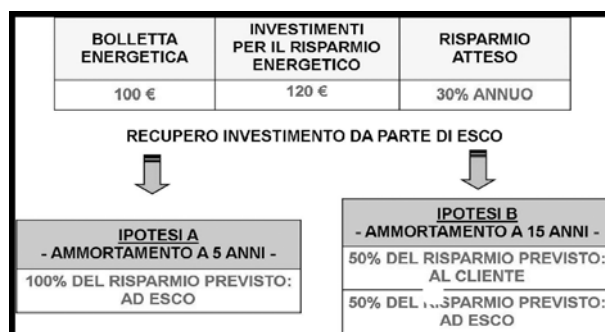 BOLLETTA
ENERGETICA
INVESTIMENTI
PER IL RISPARMIO
ENERGETICO
RISPARMIO
ATTESO
100 €
120 €
30% ANNUO
RECUPERO INVESTIMENTO DA PARTE DI ESCO
IPOTESI A
- AMMORTAMENTO A 5 ANNI -
100% DEL RISPARMIO PREVISTO:
AD ESCO
IPOTESI B
- AMMORTAMENTO A 15 ANNI -
50% DEL RISPARMIO PREVISTO:
AL CLIENTE
50% DEL RISPARMIO PREVISTO:
AD ESCO